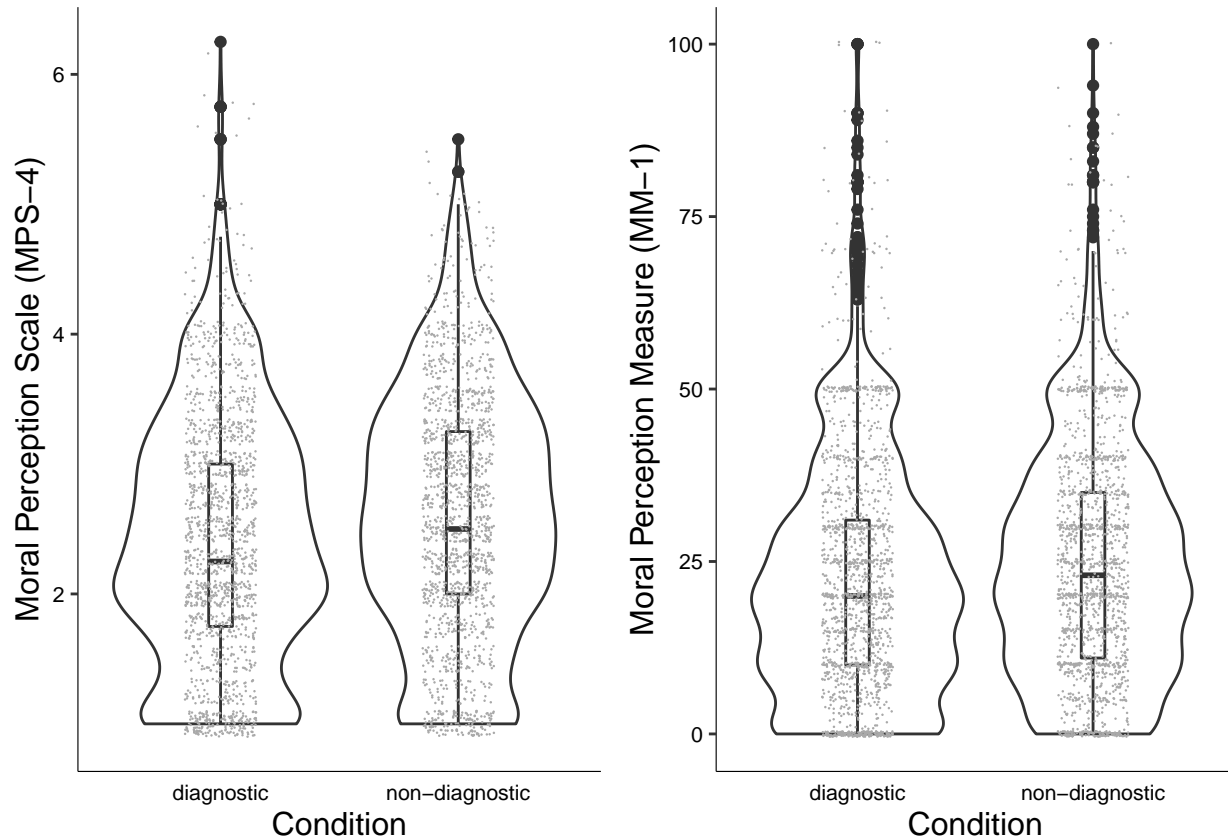 Moral Perception Scale (MPS−4)
6
4
2
diagnostic
non−diagnostic
Condition
Moral Perception Measure (MM−1)
100
75
50
25
0
diagnostic
non−diagnostic
Condition